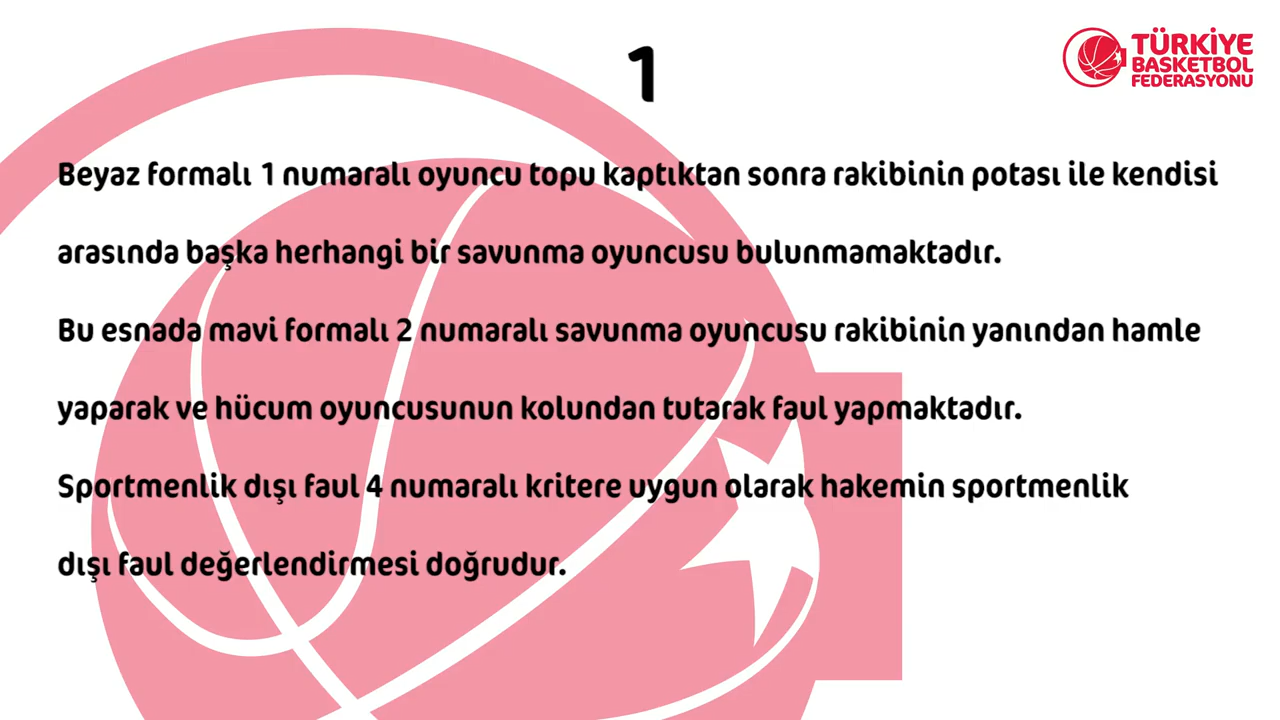 1
TÜRKİYE
BASKETBOL
FEDERASYONU
Beyaz formalı 1 numaralı oyuncu topu kaptıktan sonra rakibinin potası ile kendisi
arasında başka herhangi bir savunma oyuncusu bulunmamaktadır.
Bu esnada mavi formalı 2 numaralı savunma oyuncusu rakibinin yanından hamle
yaparak ve hücum oyuncusunun kolundan tutarak faul yapmaktadır.
Sportmenlik dışı faul 4 numaralı kritere uygun olarak hakemin sportmenlik
dışı faul değerlendirmesi doğrudur.